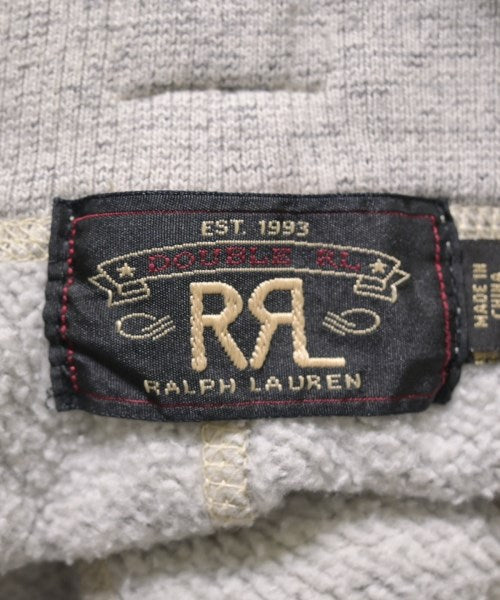 EST. 1993
DOUBLE RL
RRL
RALPH LAUREN
MADE IN
CHINA